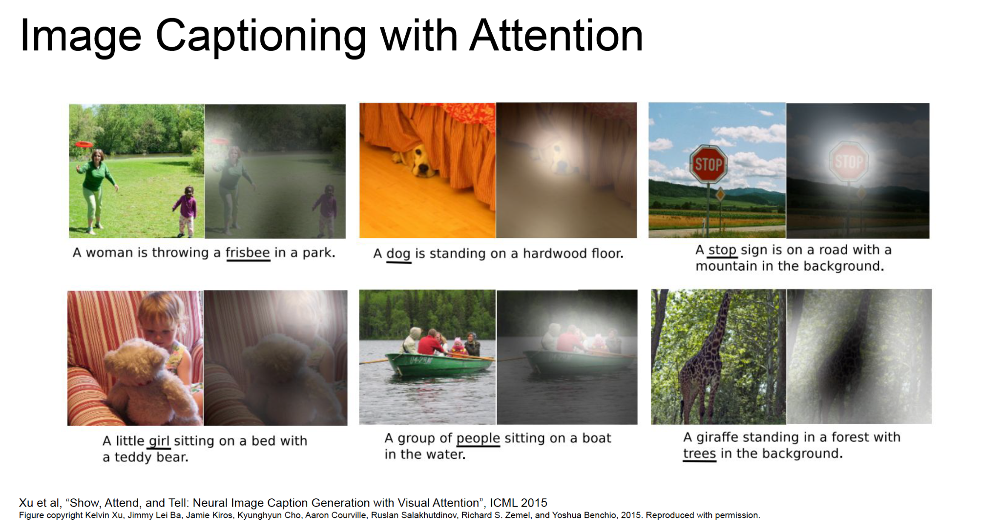 Image Captioning with Attention
STOP
STOP
A woman is throwing a frisbee in a park.
A dog is standing on a hardwood floor.
A stop sign is on a road with a
mountain in the background.
A little girl sitting on a bed with
a teddy bear.
A group of people sitting on a boat
in the water.
A giraffe standing in a forest with
trees in the background.
Xu et al, “Show, Attend, and Tell: Neural Image Caption Generation with Visual Attention”, ICML 2015
Figure copyright Kelvin Xu, Jimmy Lei Ba, Jamie Kiros, Kyunghyun Cho, Aaron Courville, Ruslan Salakhutdinov, Richard S. Zemel, and Yoshua Benchio, 2015. Reproduced with permission.